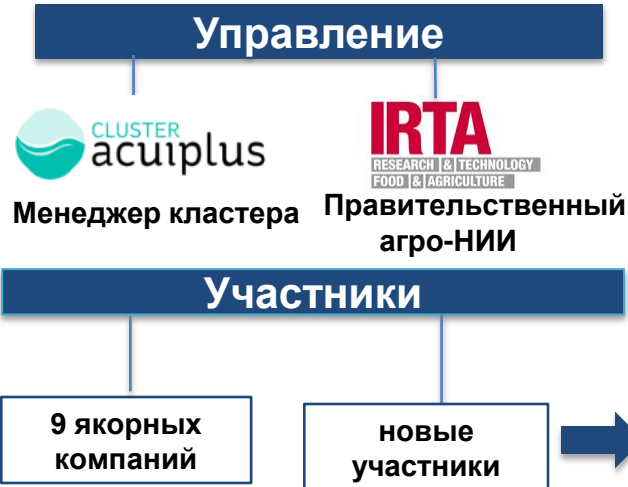 Управление
CLUSTER
acuiplus
IRTA
RESEARCH & TECHNOLOGY
FOOD & AGRICULTURE
Менеджер кластера
Правительственный
агро-НИИ
Участники
9 якорных
компаний
новые
участники